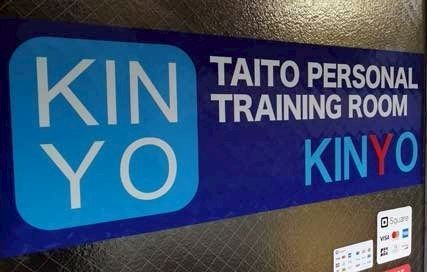 KIN
YO
TAITO PERSONAL
TRAINING ROOM
KINYO
Square
VISA